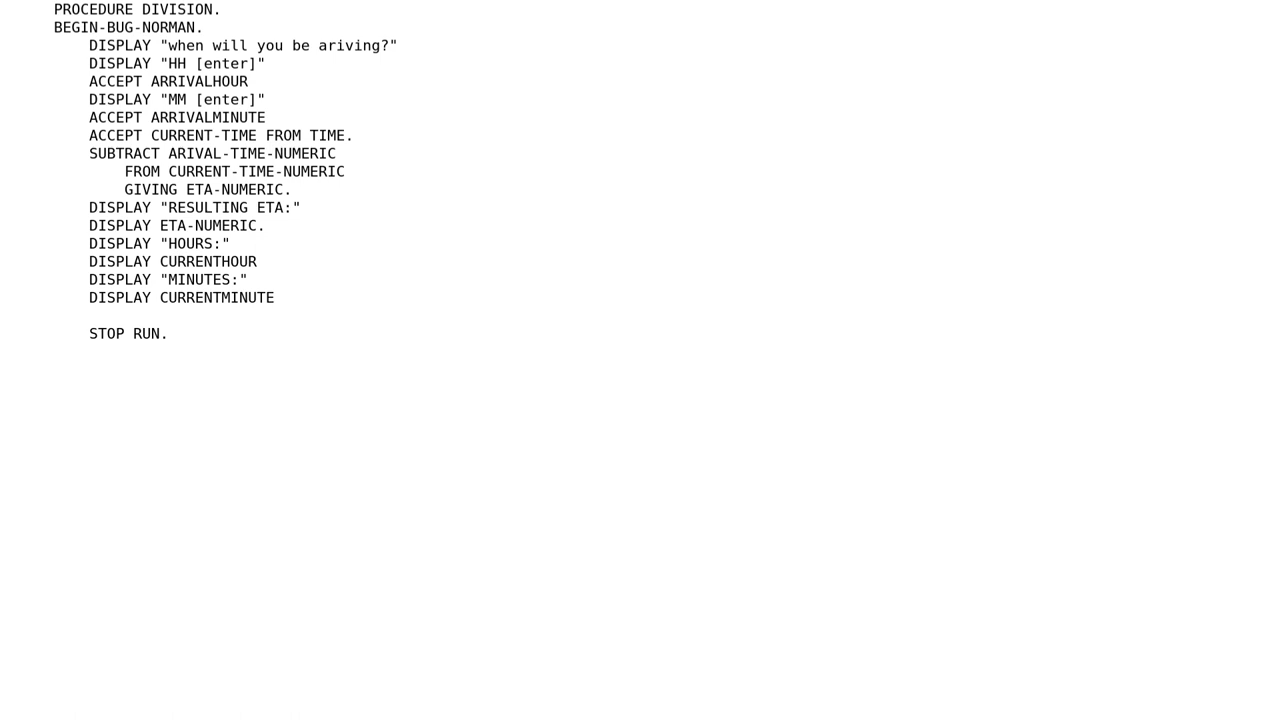 PROCEDURE DIVISION.
BEGIN-BUG-NORMAN.
DISPLAY "when will you be ariving?"
DISPLAY "HH [enter]"
ACCEPT ARRIVALHOUR
DISPLAY "MM [enter]"
ACCEPT ARRIVALMINUTE
ACCEPT CURRENT-TIME FROM TIME.
SUBTRACT ARIVAL-TIME-NUMERIC
FROM CURRENT-TIME-NUMERIC
GIVING ETA-NUMERIC.
DISPLAY "RESULTING ETA:"
DISPLAY ETA-NUMERIC.
DISPLAY "HOURS:"
DISPLAY CURRENTHOUR
DISPLAY "MINUTES:"
DISPLAY CURRENTMINUTE
STOP RUN.